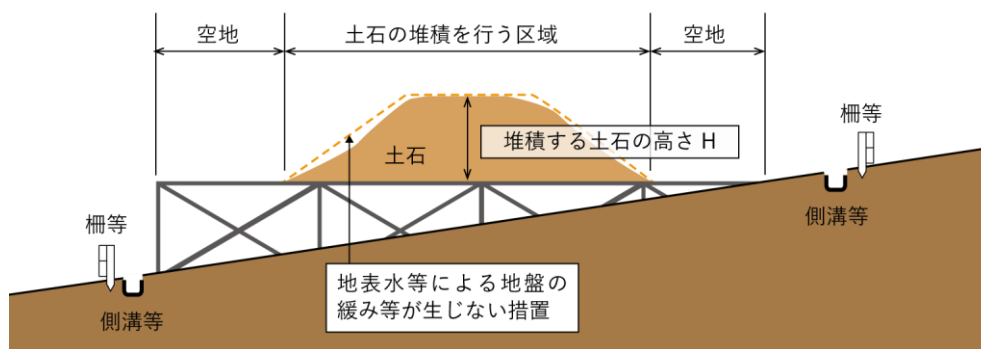 空地
土石の堆積を行う区域
空地
柵等
堆積する土石の高さ H
土石
側溝等
柵等
地表水等による地盤の
緩み等が生じない措置
側溝等